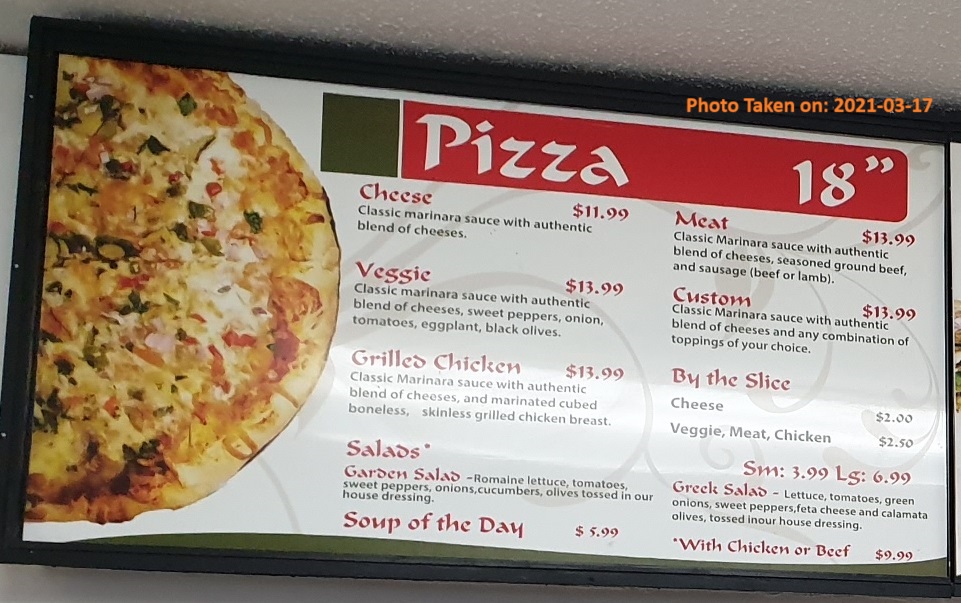 Photo Taken on: 2021-03-17
Pizza 18”
Cheese $11.99
Classic marinara sauce with authentic
blend of cheeses.
Veggie $13.99
Classic marinara sauce with authentic
blend of cheeses, sweet peppers, onion,
tomatoes, eggplant, black olives.
Grilled Chicken $13.99
Classic Marinara sauce with authentic
blend of cheeses, and marinated cubed
boneless, skinless grilled chicken breast.
Salads*
Garden Salad -Romaine lettuce, tomatoes,
sweet peppers, onions,cucumbers, olives tossed in our
house dressing.
Soup of the Day $ 5.99
Meat $13.99
Classic Marinara sauce with authentic
blend of cheeses, seasoned ground beef,
and sausage (beef or lamb).
Custom $13.99
Classic Marinara sauce with authentic
blend of cheeses and any combination of
toppings of your choice.
By the Slice
Cheese $2.00
Veggie, Meat, Chicken $2.50
Sm: 3.99 Lg: 6.99
Greek Salad - Lettuce, tomatoes, green
onions, sweet peppers,feta cheese and calamata
olives, tossed inour house dressing.
*With Chicken or Beef $9.99